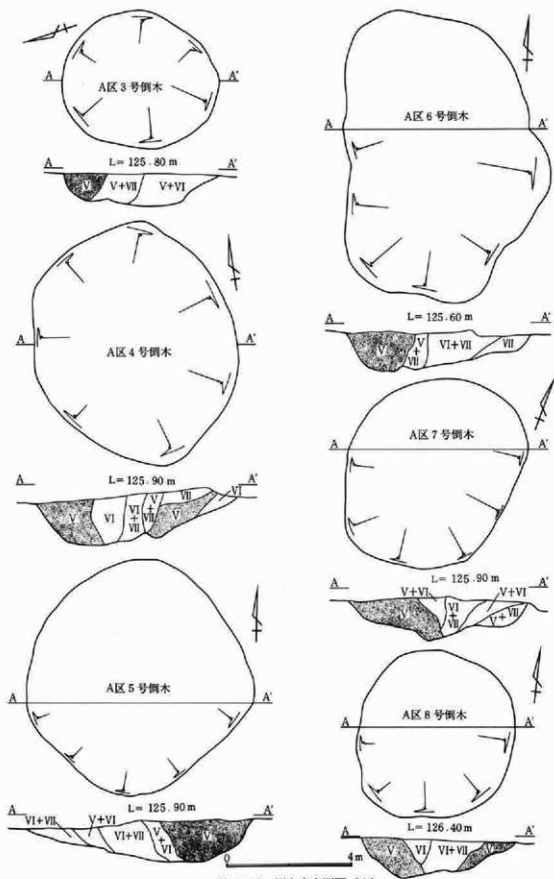 A A'
A区3号倒木
A L=125.80 m A'
V V+VII V+VI
A A'
A区4号倒木
A L=125.90 m A'
V VI VI+VII V+VII VII V VI
A A'
A区5号倒木
A L=125.90 m A'
VI+VII V+VI VI+VII V+VI V
A A'
A区6号倒木
A L=125.60 m A'
V V+VII VI+VII VII
A A'
A区7号倒木
A L=125.90 m A'
V V+VI VI+VII V+VI V+VII
A A'
A区8号倒木
A L=126.40 m A'
V VI VI+VII V
0 4m